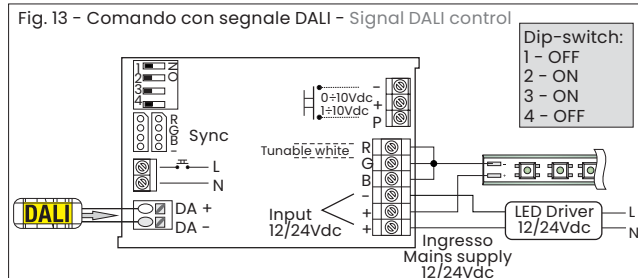 Fig. 13 - Comando con segnale DALI - Signal DALI control
Dip-switch:
1 - OFF
2 - ON
3 - ON
4 - OFF
1
2
3
4
NO
R
G
B
-
Sync
L
N
DALI
DA +
DA -
0÷10Vdc
1÷10Vdc
-
+
P
Tunable white
R
G
B
-
+
+
Input
12/24Vdc
-
+
LED Driver
12/24Vdc
L
N
Ingresso
Mains supply
12/24Vdc